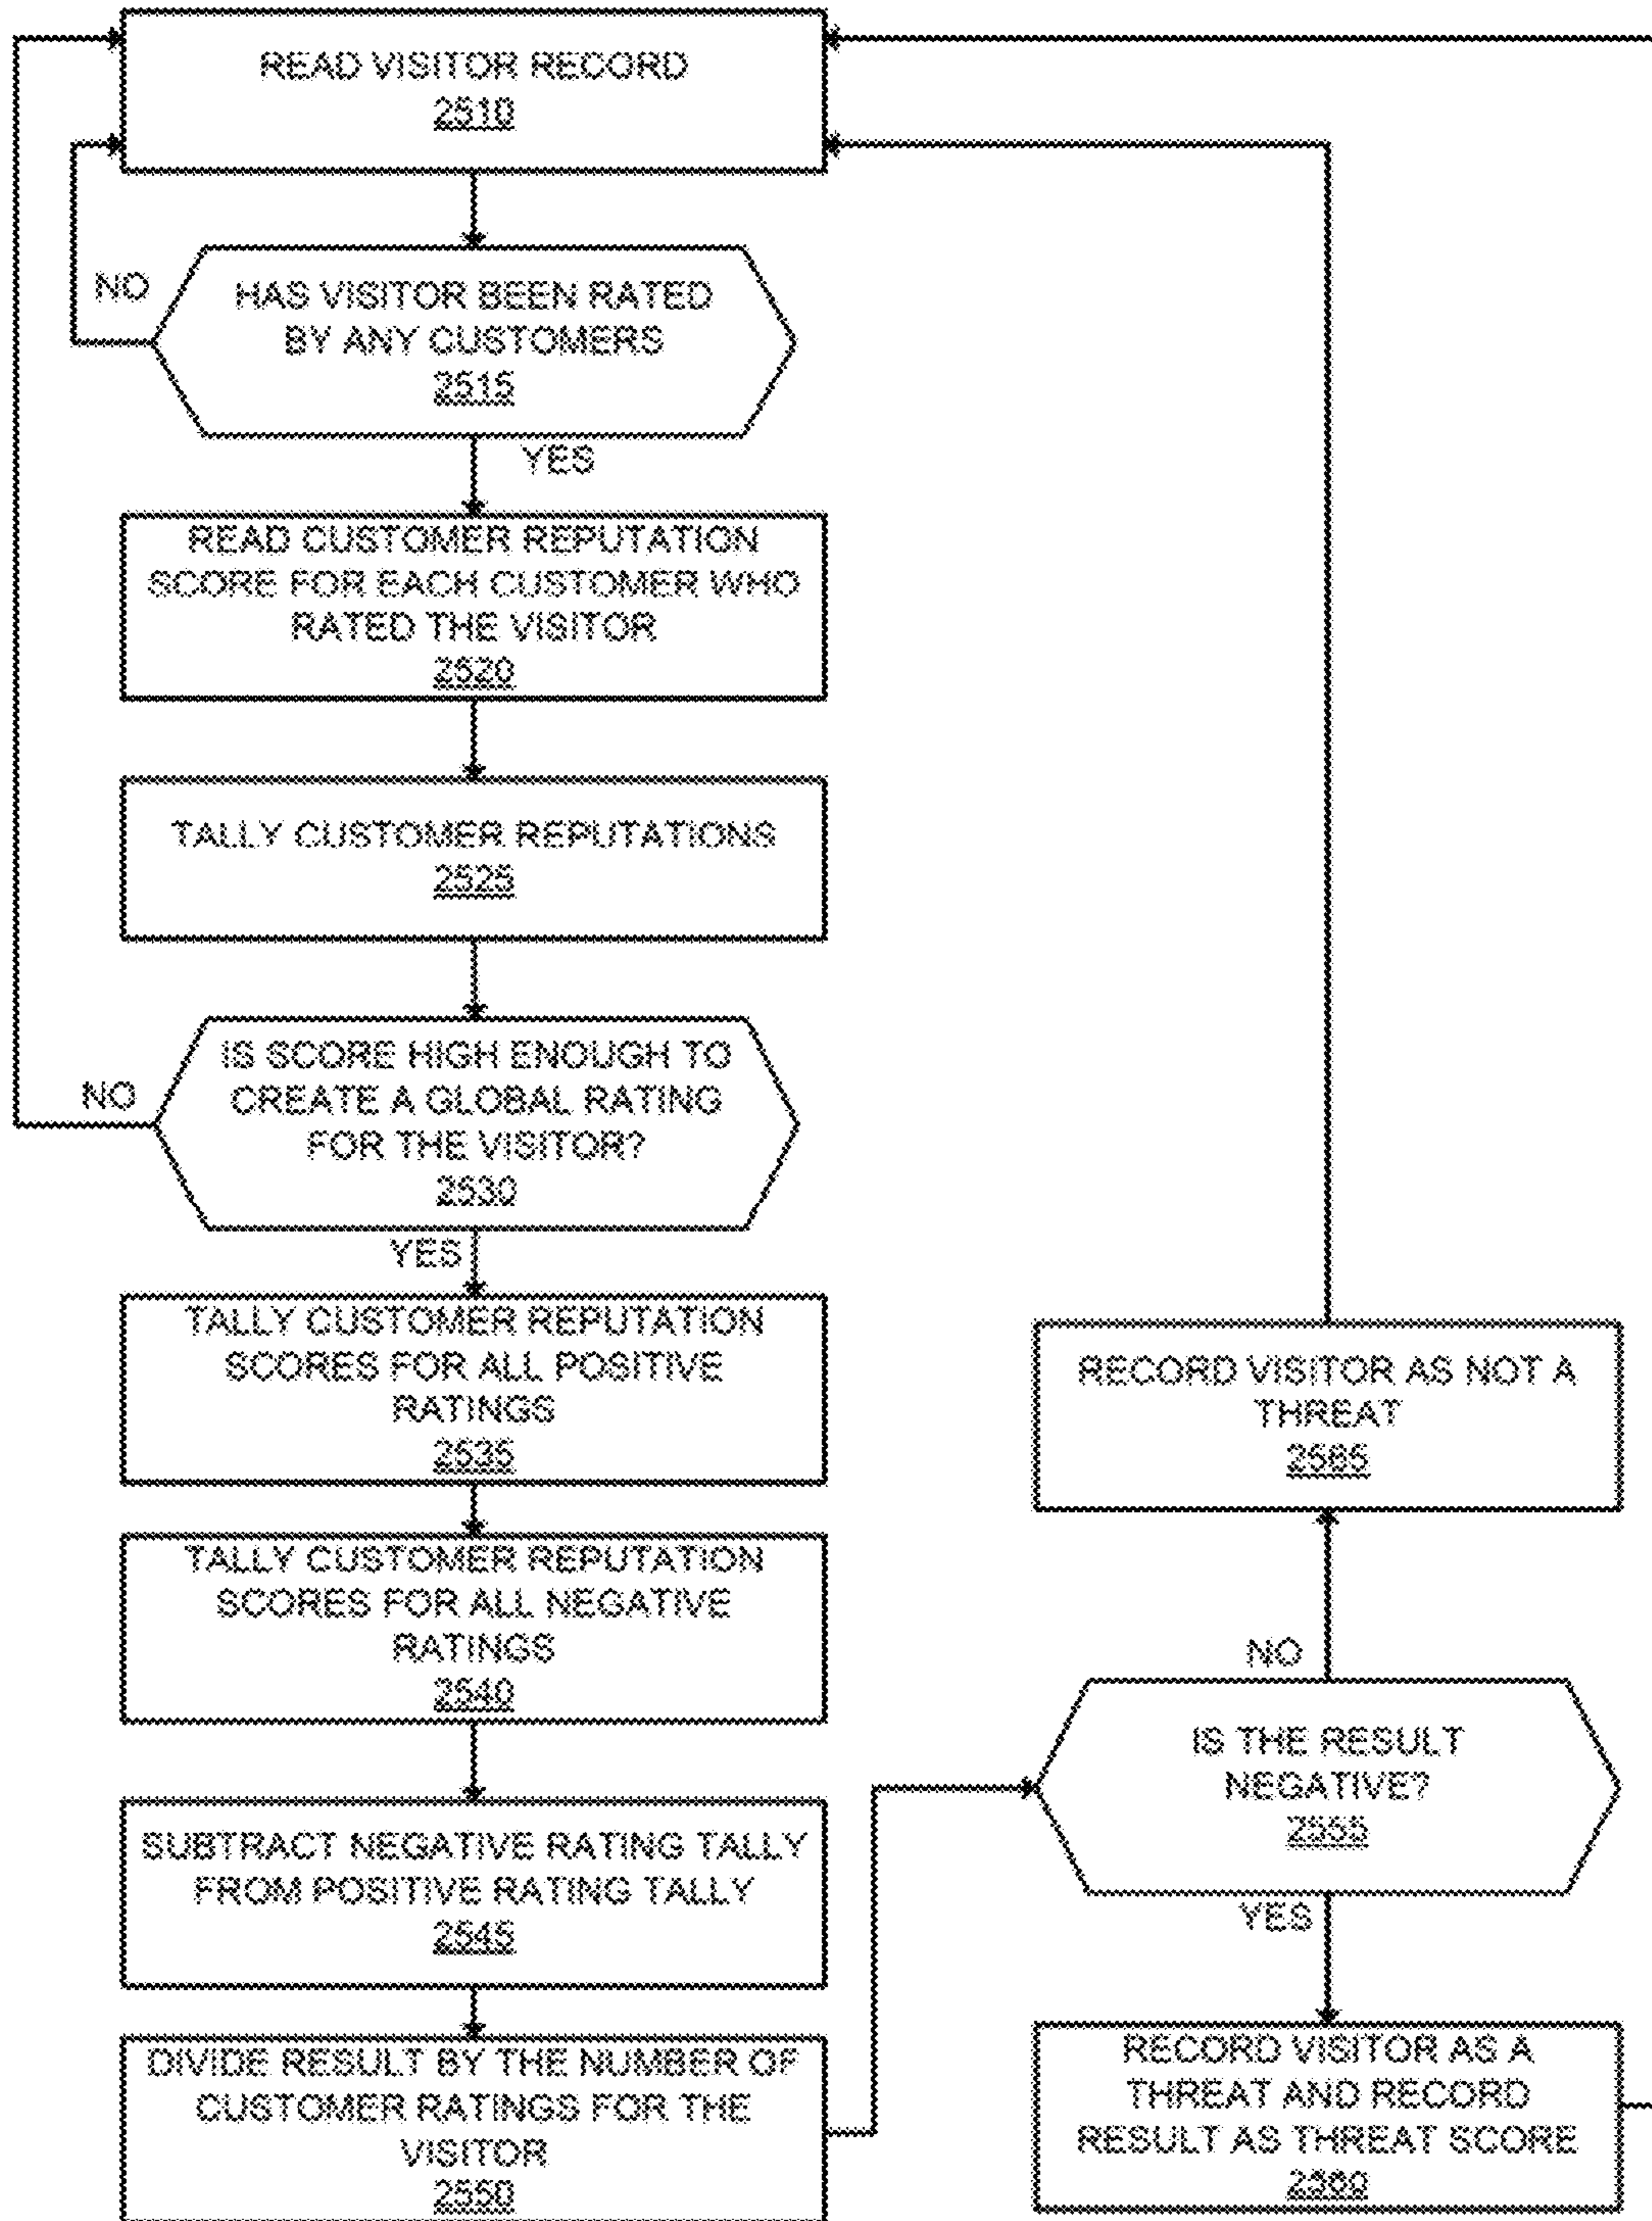 READ VISITOR RECORD
2510
NO
HAS VISITOR BEEN RATED
BY ANY CUSTOMERS
2515
YES
READ CUSTOMER REPUTATION
SCORE FOR EACH CUSTOMER WHO
RATED THE VISITOR
2520
TALLY CUSTOMER REPUTATIONS
2525
NO
IS SCORE HIGH ENOUGH TO
CREATE A GLOBAL RATING
FOR THE VISITOR?
2530
YES
TALLY CUSTOMER REPUTATION
SCORES FOR ALL POSITIVE
RATINGS
2535
TALLY CUSTOMER REPUTATION
SCORES FOR ALL NEGATIVE
RATINGS
2540
SUBTRACT NEGATIVE RATING TALLY
FROM POSITIVE RATING TALLY
2545
DIVIDE RESULT BY THE NUMBER OF
CUSTOMER RATINGS FOR THE
VISITOR
2550
RECORD VISITOR AS NOT A
THREAT
2565
NO
IS THE RESULT
NEGATIVE?
2555
YES
RECORD VISITOR AS A
THREAT AND RECORD
RESULT AS THREAT SCORE
2560